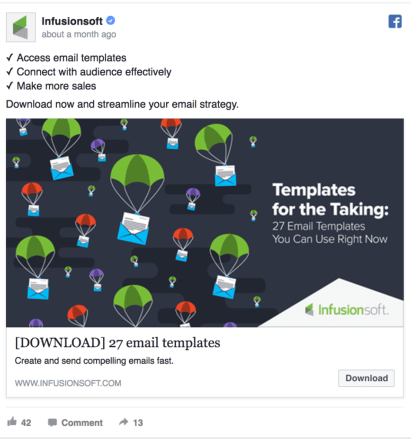 Infusionsoft
about a month ago
✓ Access email templates
✓ Connect with audience effectively
✓ Make more sales
Download now and streamline your email strategy.
Templates
for the Taking:
27 Email Templates
You Can Use Right Now
Infusionsoft.
[DOWNLOAD] 27 email templates
Create and send compelling emails fast.
WWW.INFUSIONSOFT.COM
Download
42 Comment 13